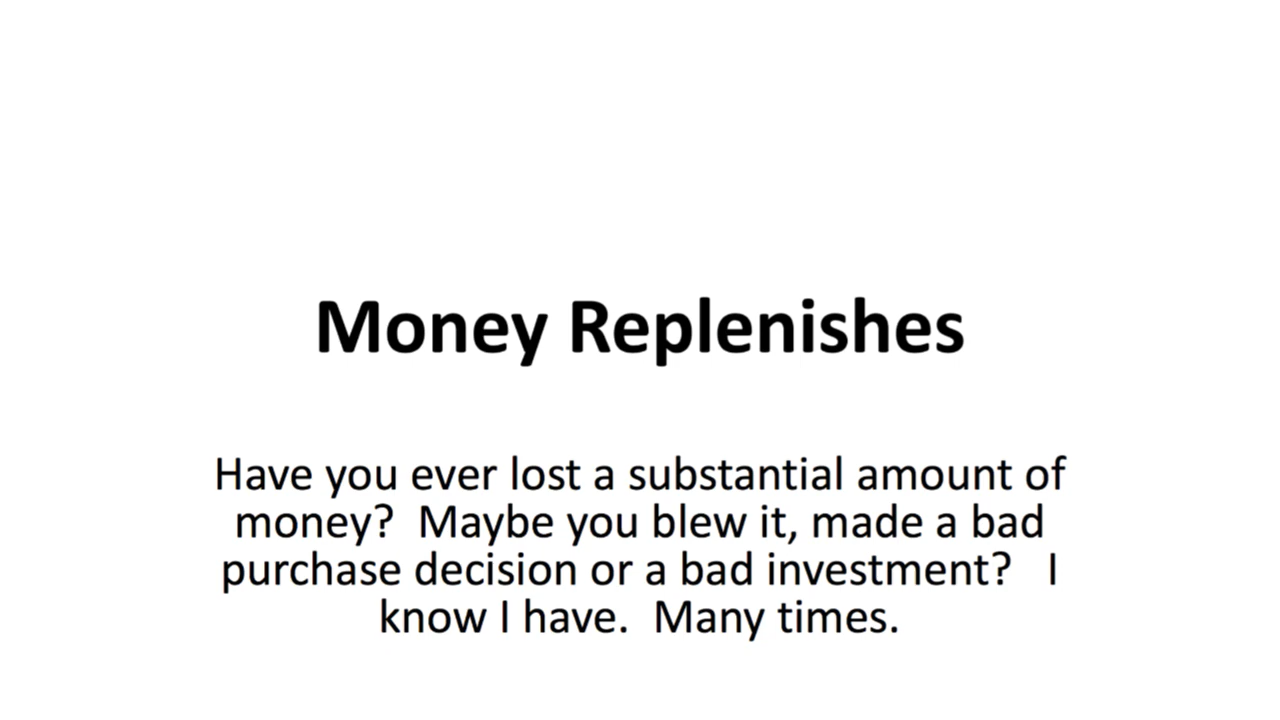 Money Replenishes
Have you ever lost a substantial amount of
money?  Maybe you blew it, made a bad
purchase decision or a bad investment?   I
know I have.  Many times.